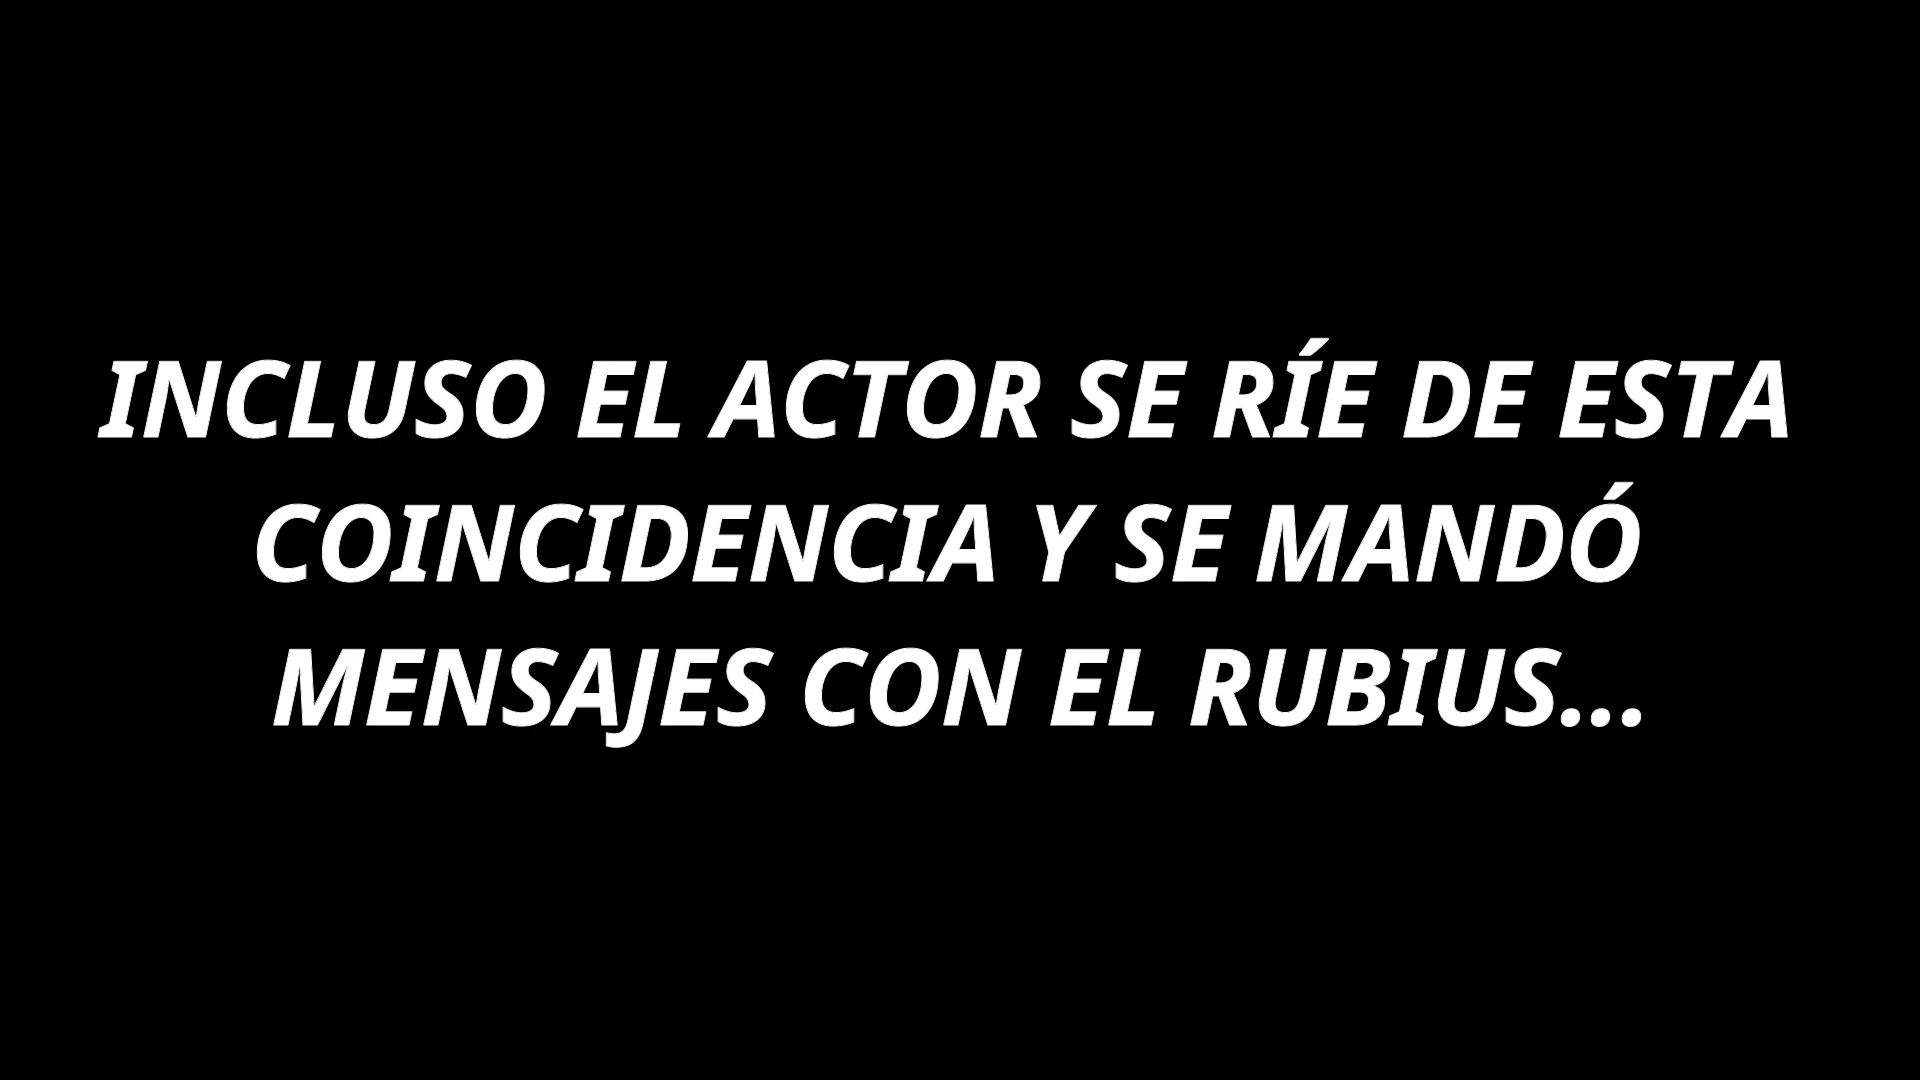 INCLUSO EL ACTOR SE RÍE DE ESTA
COINCIDENCIA Y SE MANDÓ
MENSAJES CON EL RUBIUS...